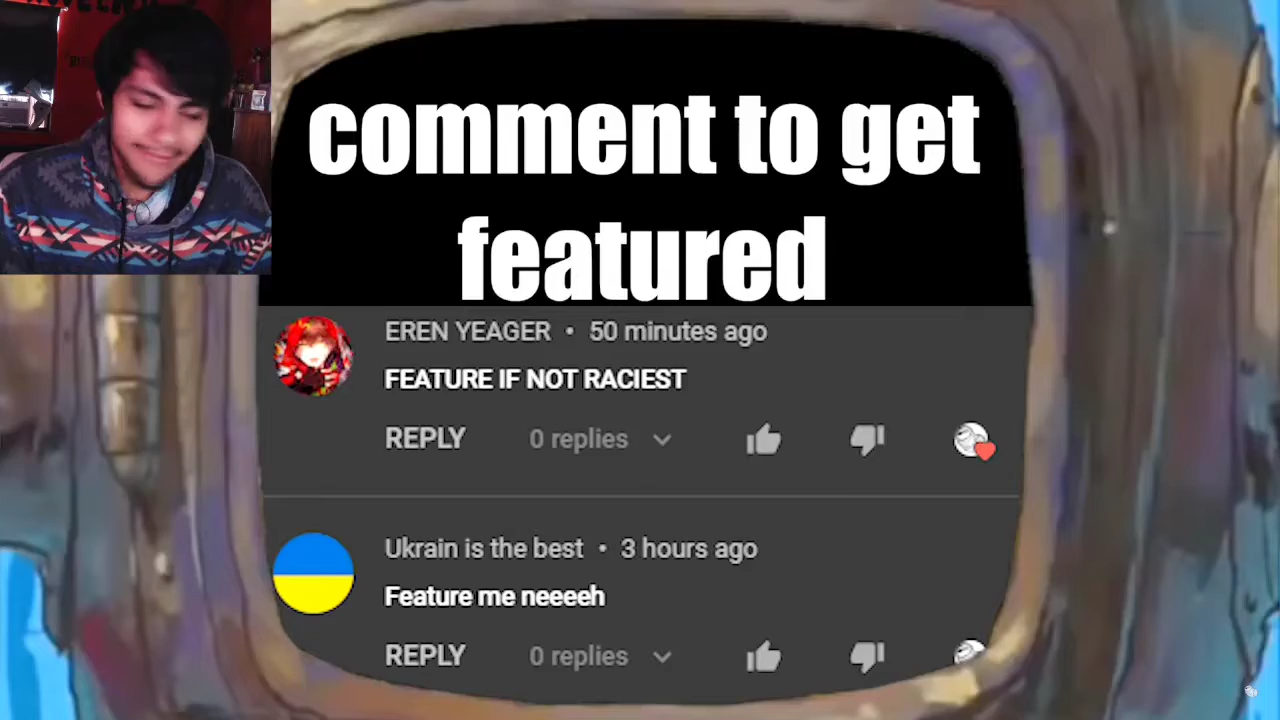 comment to get
featured
EREN YEAGER • 50 minutes ago
FEATURE IF NOT RACIEST
REPLY 0 replies
Ukrain is the best • 3 hours ago
Feature me neeeeh
REPLY 0 replies